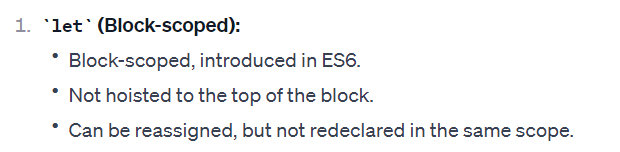 1. `let` (Block-scoped):
• Block-scoped, introduced in ES6.
• Not hoisted to the top of the block.
• Can be reassigned, but not redeclared in the same scope.